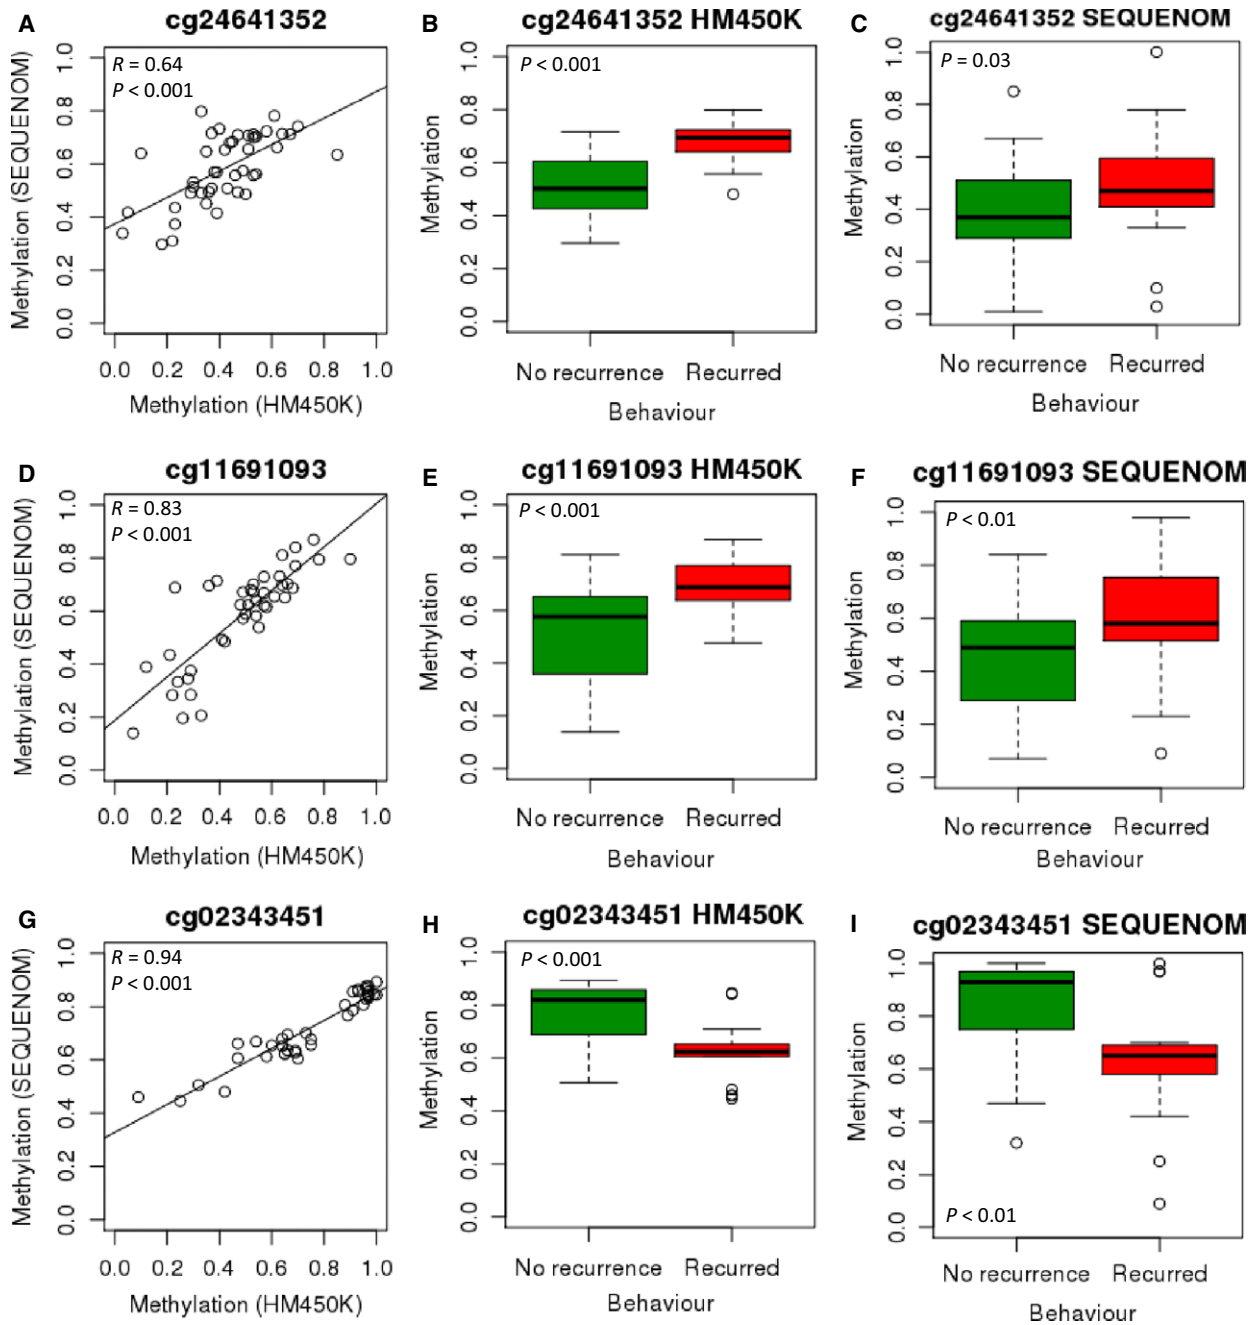 A
cg24641352
R = 0.64
P < 0.001
Methylation (SEQUENOM)
0.0 0.2 0.4 0.6 0.8 1.0
0.0 0.2 0.4 0.6 0.8 1.0
Methylation (HM450K)
B
cg24641352 HM450K
P < 0.001
Methylation
0.0 0.2 0.4 0.6 0.8 1.0
No recurrence Recurred
Behaviour
C
cg24641352 SEQUENOM
P = 0.03
Methylation
0.0 0.2 0.4 0.6 0.8 1.0
No recurrence Recurred
Behaviour
D
cg11691093
R = 0.83
P < 0.001
Methylation (SEQUENOM)
0.0 0.2 0.4 0.6 0.8 1.0
0.0 0.2 0.4 0.6 0.8 1.0
Methylation (HM450K)
E
cg11691093 HM450K
P < 0.001
Methylation
0.0 0.2 0.4 0.6 0.8 1.0
No recurrence Recurred
Behaviour
F
cg11691093 SEQUENOM
P < 0.01
Methylation
0.0 0.2 0.4 0.6 0.8 1.0
No recurrence Recurred
Behaviour
G
cg02343451
R = 0.94
P < 0.001
Methylation (SEQUENOM)
0.0 0.2 0.4 0.6 0.8 1.0
0.0 0.2 0.4 0.6 0.8 1.0
Methylation (HM450K)
H
cg02343451 HM450K
P < 0.001
Methylation
0.0 0.2 0.4 0.6 0.8 1.0
No recurrence Recurred
Behaviour
I
cg02343451 SEQUENOM
P < 0.01
Methylation
0.0 0.2 0.4 0.6 0.8 1.0
No recurrence Recurred
Behaviour